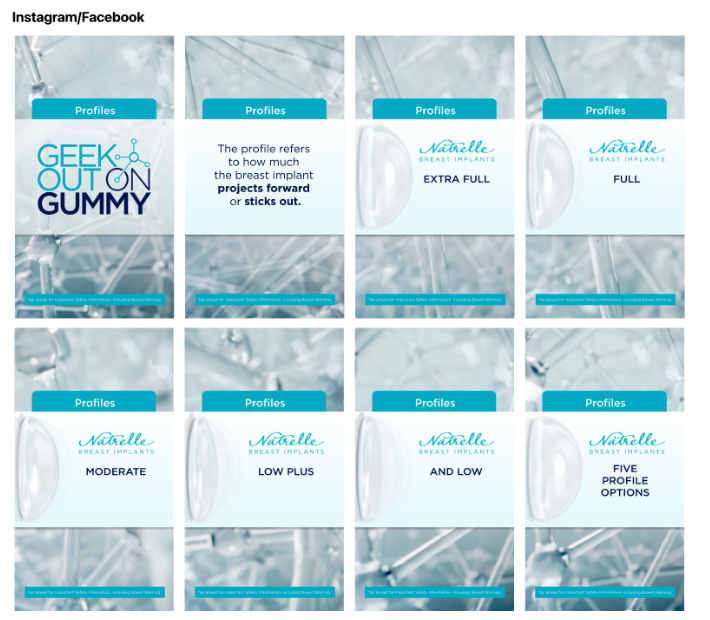 Instagram/Facebook
Profiles
GEEK
OUT ON
GUMMY
Tap ahead for Important Safety Information, including Boxed Warning.
Profiles
The profile refers
to how much
the breast implant
projects forward
or sticks out.
Tap ahead for Important Safety Information, including Boxed Warning.
Profiles
Natrelle
BREAST IMPLANTS
EXTRA FULL
Tap ahead for Important Safety Information, including Boxed Warning.
Profiles
Natrelle
BREAST IMPLANTS
FULL
Tap ahead for Important Safety Information, including Boxed Warning.
Profiles
Natrelle
BREAST IMPLANTS
MODERATE
Tap ahead for Important Safety Information, including Boxed Warning.
Profiles
Natrelle
BREAST IMPLANTS
LOW PLUS
Tap ahead for Important Safety Information, including Boxed Warning.
Profiles
Natrelle
BREAST IMPLANTS
AND LOW
Tap ahead for Important Safety Information, including Boxed Warning.
Profiles
Natrelle
BREAST IMPLANTS
FIVE
PROFILE
OPTIONS
Tap ahead for Important Safety Information, including Boxed Warning.